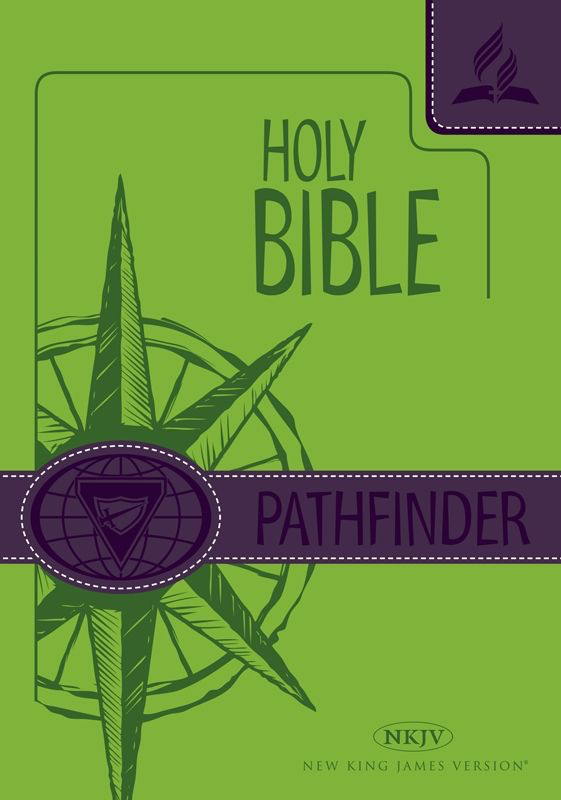 HOLY
BIBLE
PATHFINDER
NKJV
NEW KING JAMES VERSION®